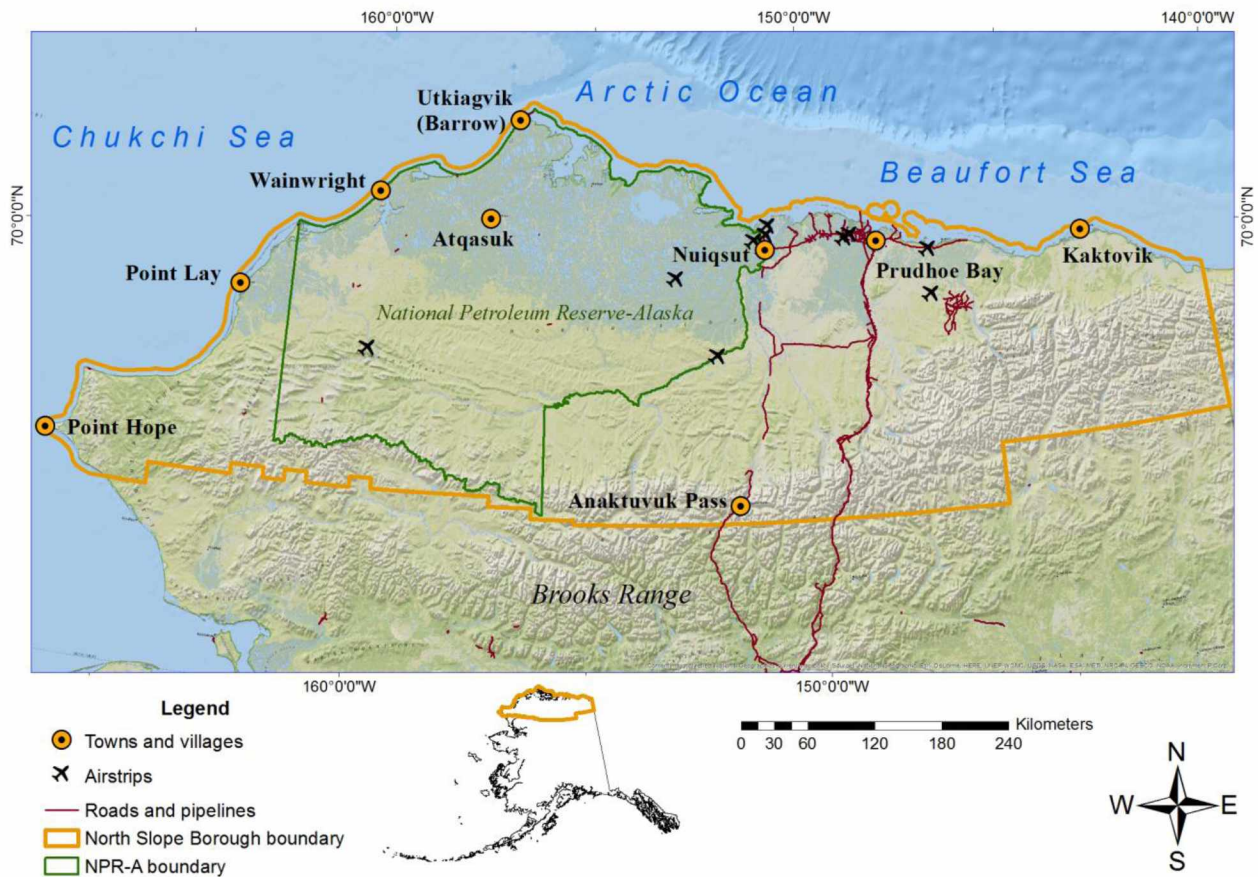 160°0'0"W
150°0'0"W
140°0'0"W
Arctic Ocean
Utkiagvik
(Barrow)
Chukchi Sea
Beaufort Sea
Wainwright
70°0'0"N
70°0'0"N
Atqasuk
Nuiqsut
Kaktovik
Point Lay
Prudhoe Bay
National Petroleum Reserve-Alaska
Point Hope
Anaktuvuk Pass
Brooks Range
160°0'0"W
150°0'0"W
Legend
Towns and villages
Airstrips
Roads and pipelines
North Slope Borough boundary
NPR-A boundary
Kilometers
0 30 60 120 180 240
N
W E
S